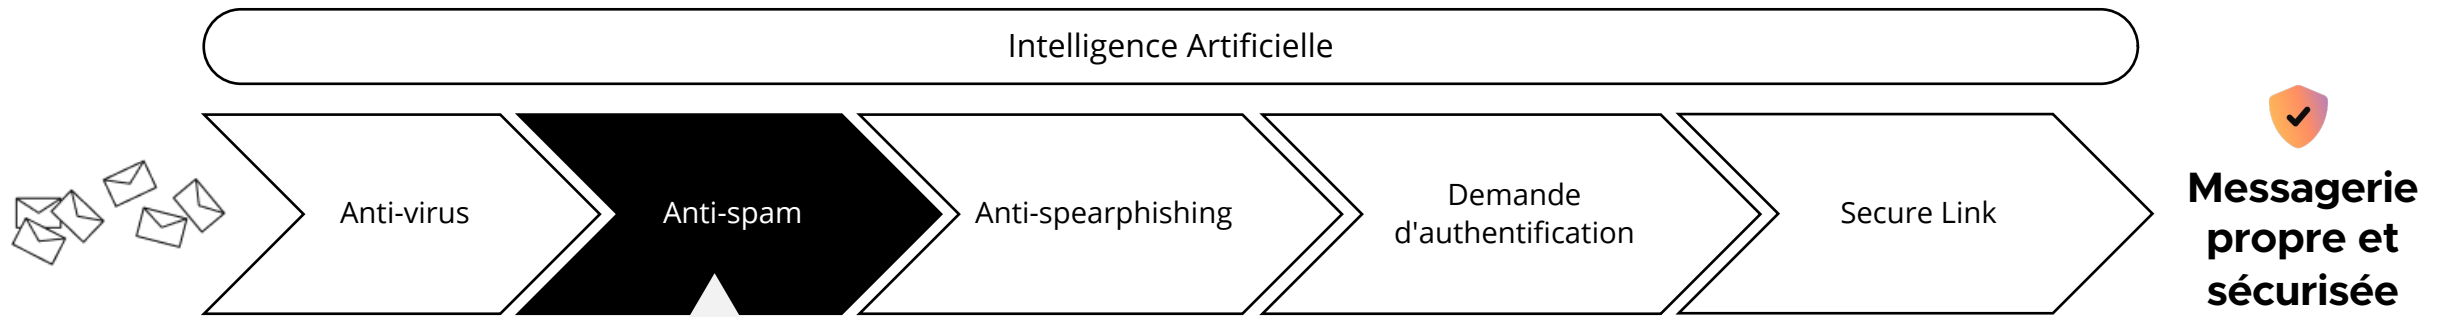 Intelligence Artificielle
Anti-virus
Anti-spam
Anti-spearphishing
Demande
d'authentification
Secure Link
Messagerie
propre et
sécurisée